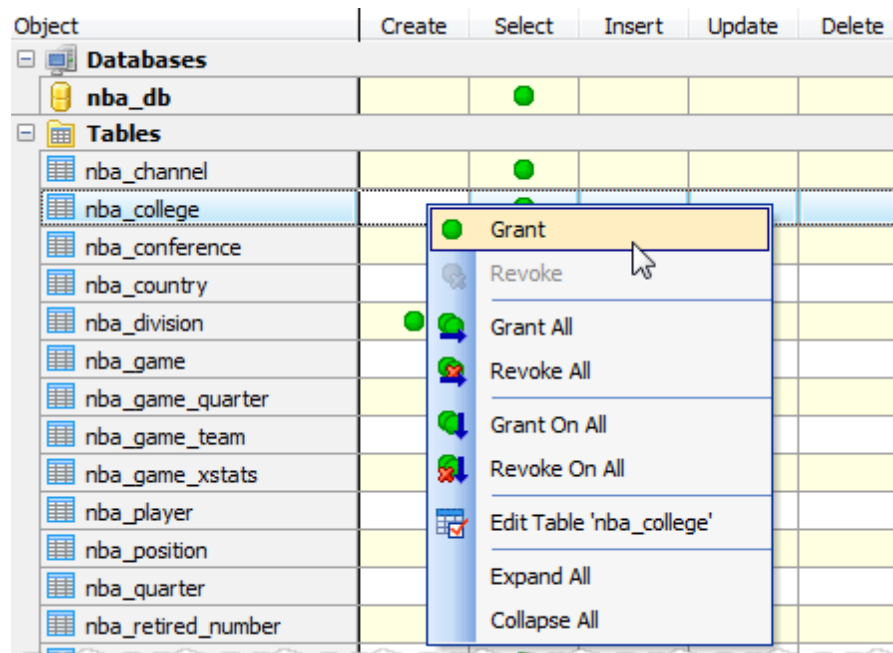 Object Create Select Insert Update Delete
Databases
nba_db
Tables
nba_channel
nba_college
nba_conference
nba_country
nba_division
nba_game
nba_game_quarter
nba_game_team
nba_game_xstats
nba_player
nba_position
nba_quarter
nba_retired_number
Grant
Revoke
Grant All
Revoke All
Grant On All
Revoke On All
Edit Table 'nba_college'
Expand All
Collapse All